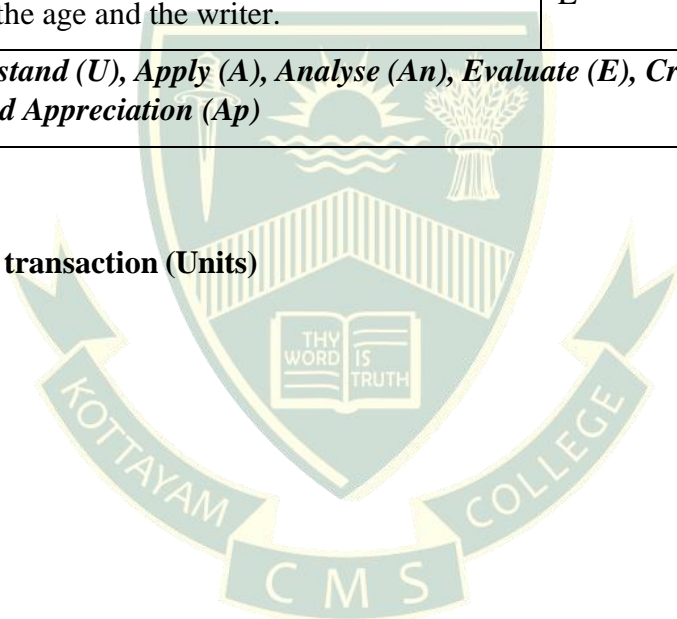 the age and the writer.
stand (U), Apply (A), Analyse (An), Evaluate (E), Cr
d Appreciation (Ap)
transaction (Units)
THY
WORD IS
TRUTH
KOTTAYAM
COLLEGE
CMS